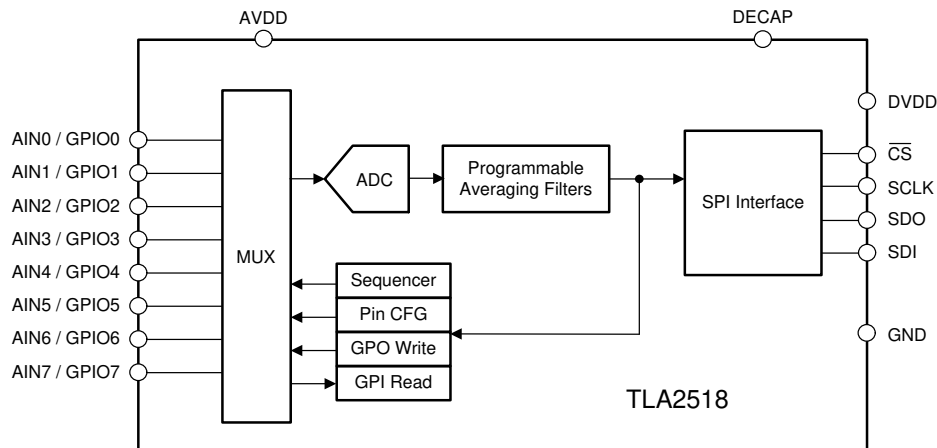 AVDD
DECAP
DVDD
AIN0 / GPIO0
AIN1 / GPIO1
AIN2 / GPIO2
AIN3 / GPIO3
AIN4 / GPIO4
AIN5 / GPIO5
AIN6 / GPIO6
AIN7 / GPIO7
MUX
ADC
Programmable
Averaging Filters
Sequencer
Pin CFG
GPO Write
GPI Read
SPI Interface
CS
SCLK
SDO
SDI
GND
TLA2518